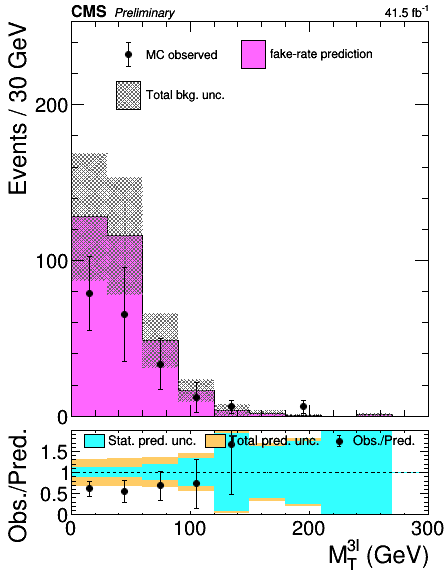 CMS Preliminary 41.5 fb⁻¹
MC observed fake-rate prediction
Total bkg. unc.
Events / 30 GeV
200
100
0
Stat. pred. unc. Total pred. unc. Obs./Pred.
Obs./Pred.
1.5
1
0.5
0
0 100 200 300
M_T^{3l} (GeV)